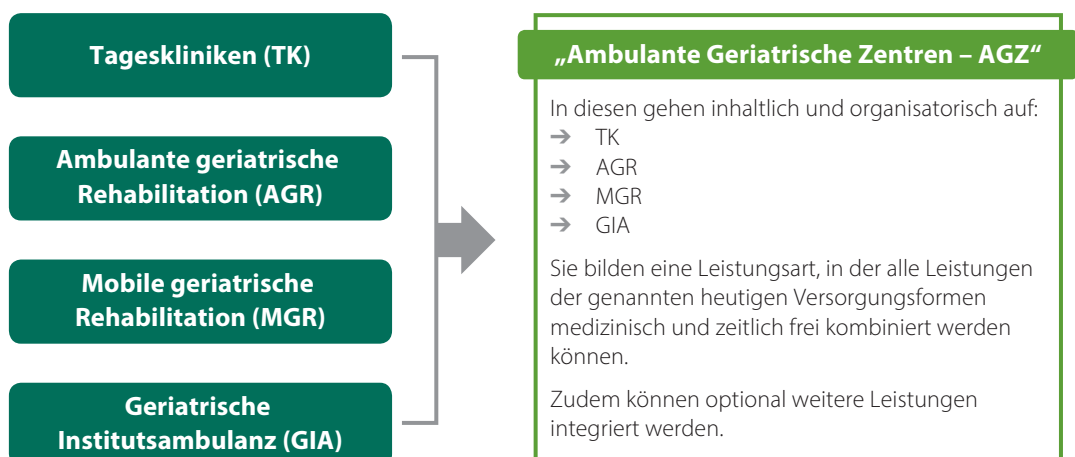 Tageskliniken (TK)
Ambulante geriatrische
Rehabilitation (AGR)
Mobile geriatrische
Rehabilitation (MGR)
Geriatrische
Institutsambulanz (GIA)
„Ambulante Geriatrische Zentren – AGZ“
In diesen gehen inhaltlich und organisatorisch auf:
➔ TK
➔ AGR
➔ MGR
➔ GIA
Sie bilden eine Leistungsart, in der alle Leistungen
der genannten heutigen Versorgungsformen
medizinisch und zeitlich frei kombiniert werden
können.
Zudem können optional weitere Leistungen
integriert werden.